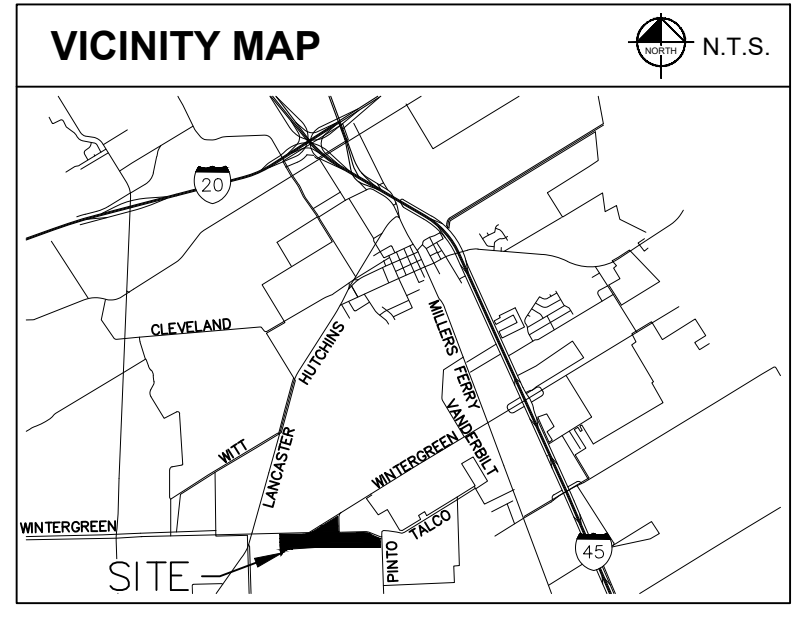 VICINITY MAP
NORTH
N.T.S.
20
CLEVELAND
HUTCHINS
MILLERS FERRY
VANDERBILT
WITT
LANCASTER
WINTERGREEN
WINTERGREEN
TALCO
PINTO
45
SITE